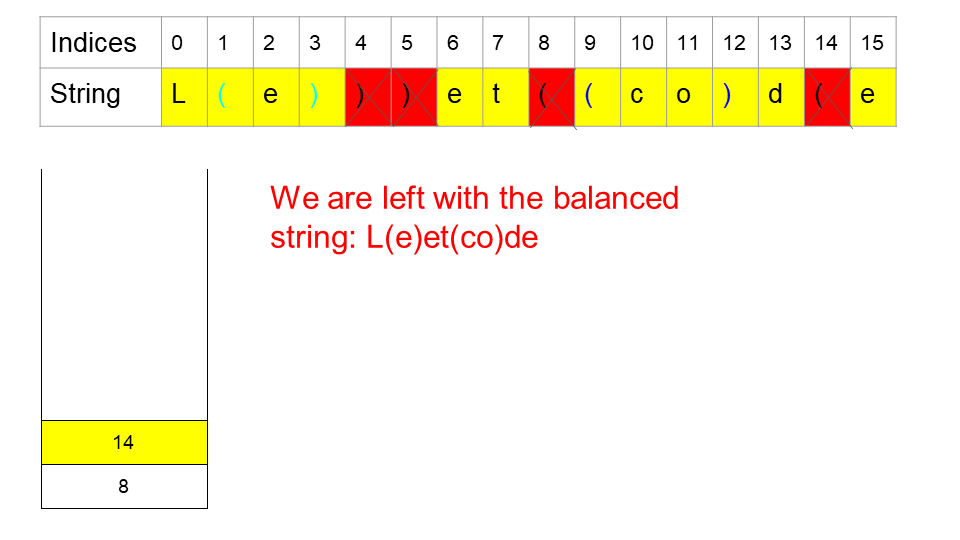 Indices 0 1 2 3 4 5 6 7 8 9 10 11 12 13 14 15
String L ( e ) ) ) e t ( ( c o ) d ( e
We are left with the balanced
string: L(e)et(co)de
14
8